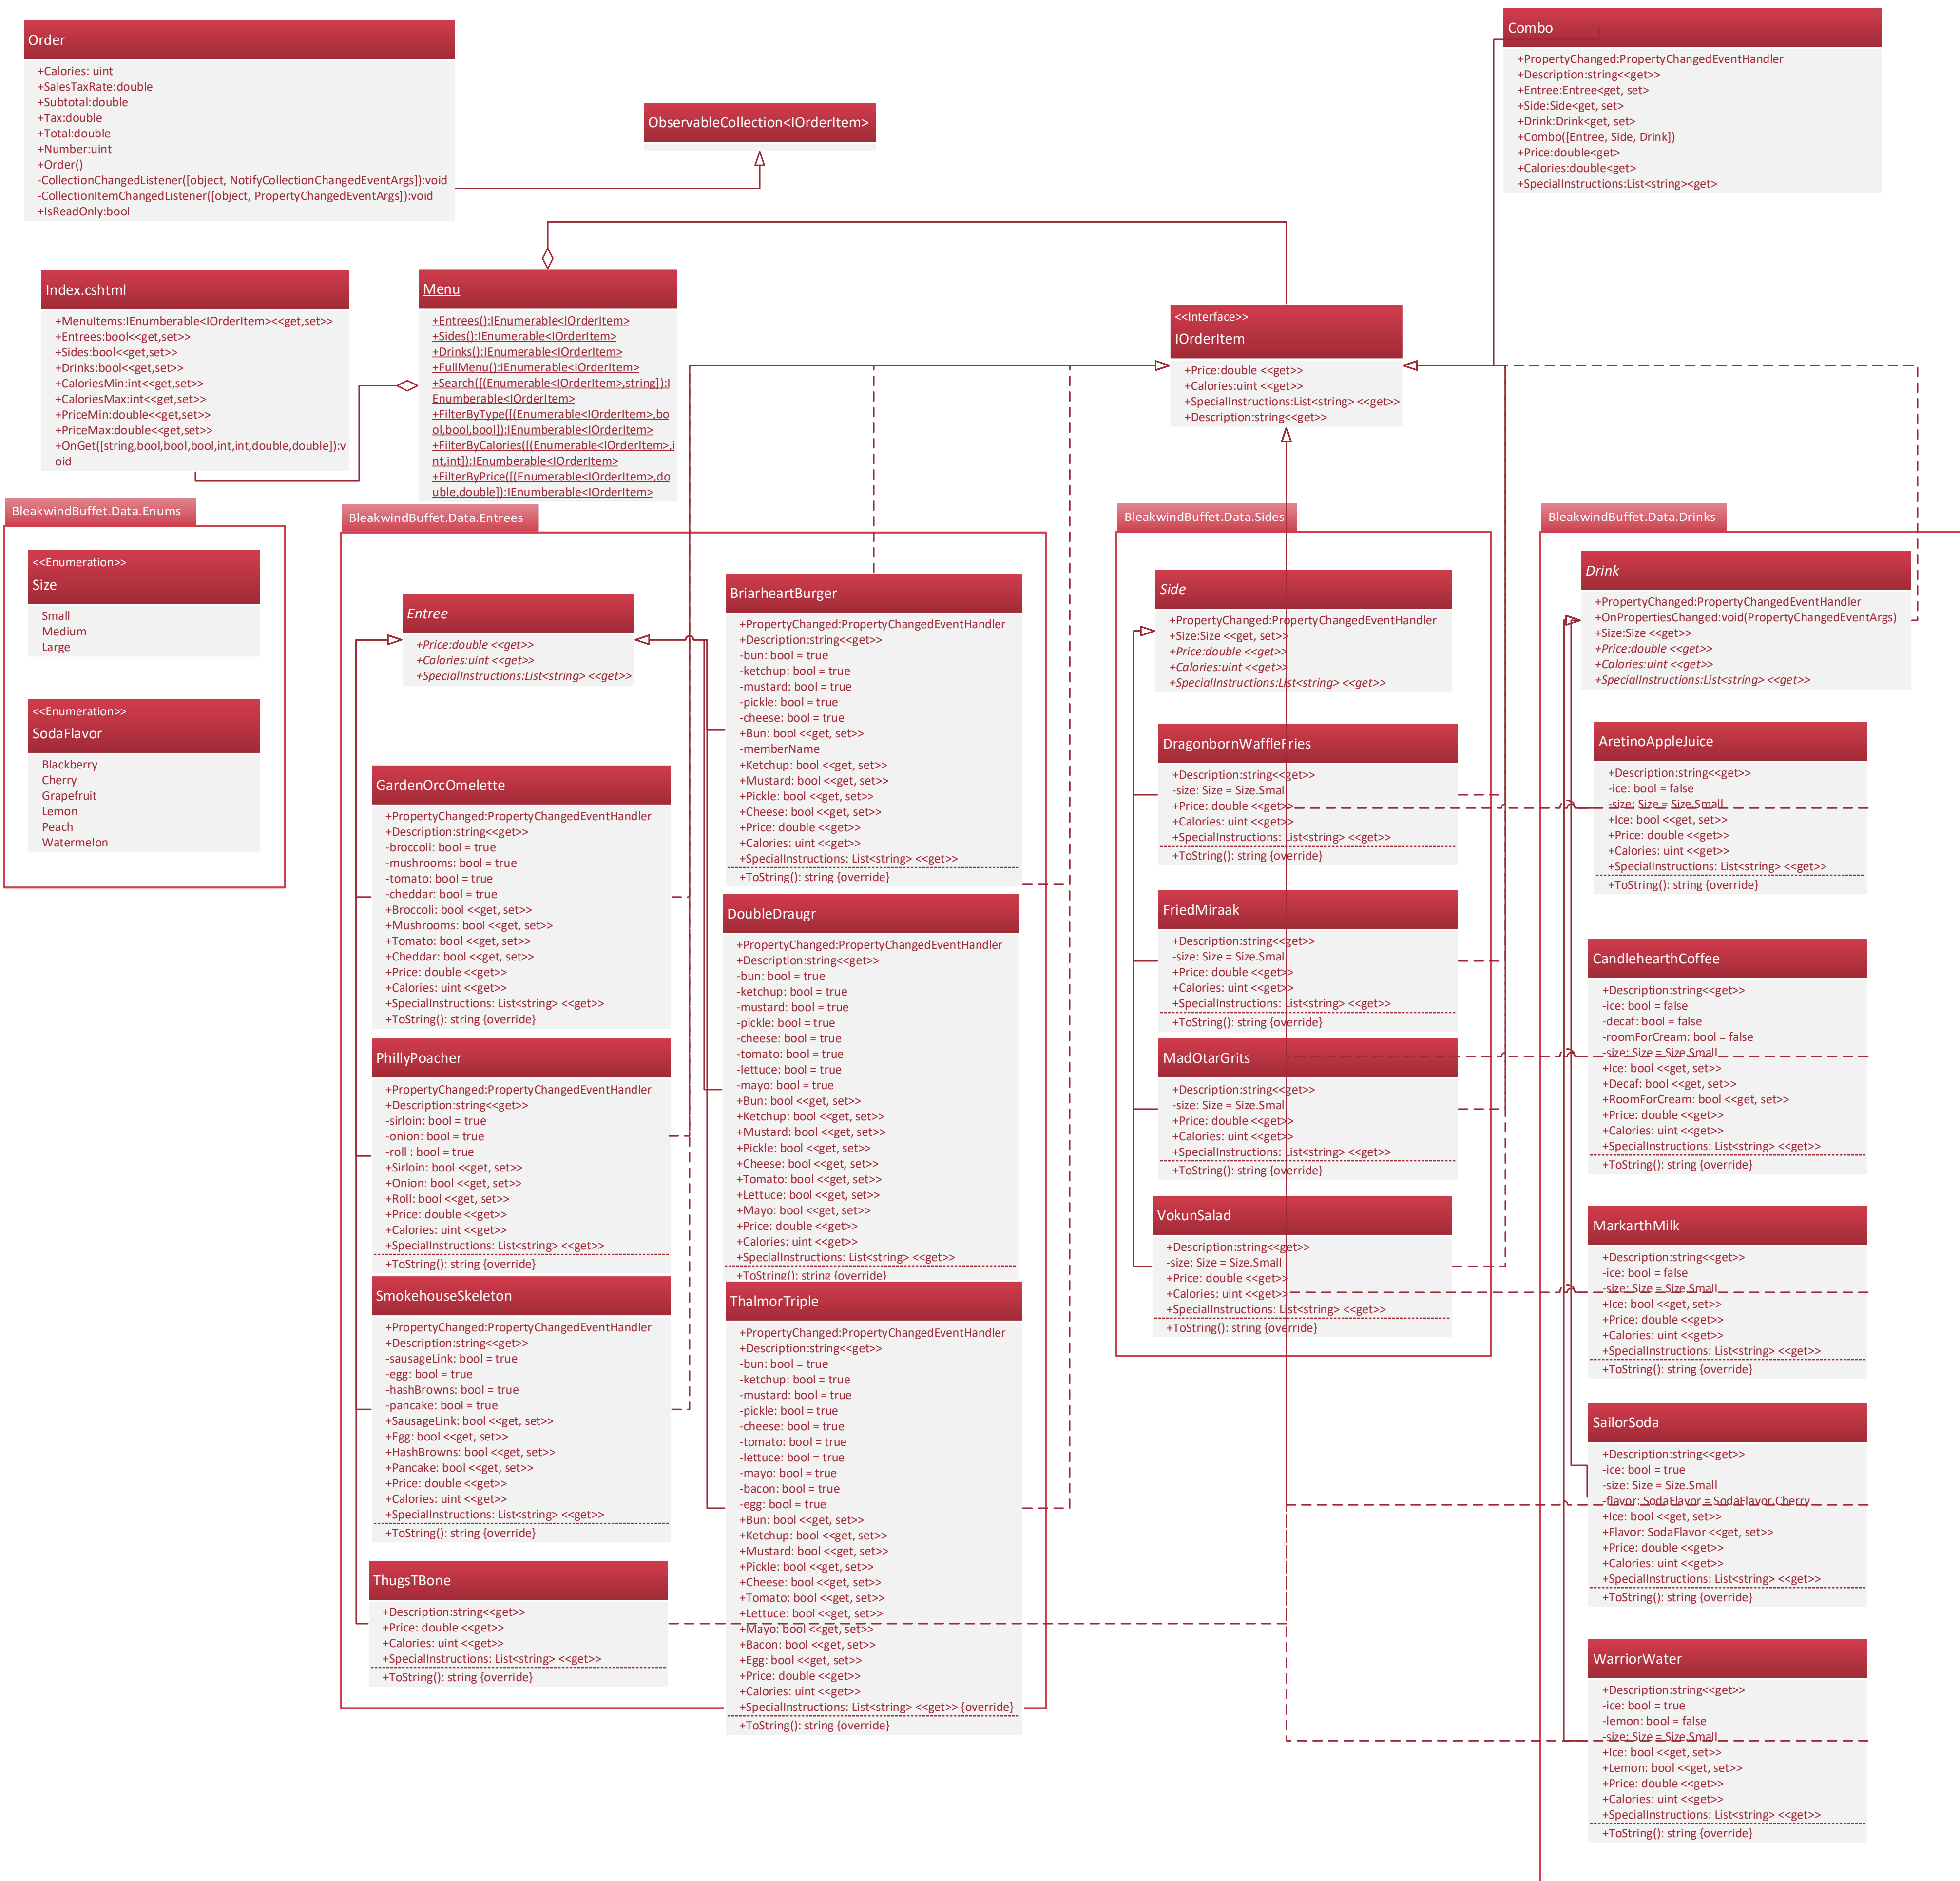 Order
+Calories: uint
+SalesTaxRate:double
+Subtotal:double
+Tax:double
+Total:double
+Number:uint
+Order()
-CollectionChangedListener([object, NotifyCollectionChangedEventArgs]):void
-CollectionItemChangedListener([object, PropertyChangedEventArgs]):void
+IsReadOnly:bool
ObservableCollection<IOrderItem>
Combo
+PropertyChanged:PropertyChangedEventHandler
+Description:string<<get>>
+Entree:Entree<get, set>
+Side:Side<get, set>
+Drink:Drink<get, set>
+Combo([Entree, Side, Drink])
+Price:double<get>
+Calories:double<get>
+SpecialInstructions:List<string><get>
Index.cshtml
+MenuItems:IEnumberable<IOrderItem><<get,set>>
+Entrees:bool<<get,set>>
+Sides:bool<<get,set>>
+Drinks:bool<<get,set>>
+CaloriesMin:int<<get,set>>
+CaloriesMax:int<<get,set>>
+PriceMin:double<<get,set>>
+PriceMax:double<<get,set>>
+OnGet([string,bool,bool,bool,int,int,double,double]):v
oid
Menu
+Entrees():IEnumerable<IOrderItem>
+Sides():IEnumerable<IOrderItem>
+Drinks():IEnumerable<IOrderItem>
+FullMenu():IEnumerable<IOrderItem>
+Search([(Enumerable<IOrderItem>,string]):I
Enumberable<IOrderItem>
+FilterByType([(Enumerable<IOrderItem>,bo
ol,bool,bool]):IEnumberable<IOrderItem>
+FilterByCalories([(Enumerable<IOrderItem>,i
nt,int]):IEnumberable<IOrderItem>
+FilterByPrice([(Enumerable<IOrderItem>,do
uble,double]):IEnumberable<IOrderItem>
<<Interface>>
IOrderItem
+Price:double <<get>>
+Calories:uint <<get>>
+SpecialInstructions:List<string> <<get>>
+Description:string<<get>>
BleakwindBuffet.Data.Enums
<<Enumeration>>
Size
Small
Medium
Large
<<Enumeration>>
SodaFlavor
Blackberry
Cherry
Grapefruit
Lemon
Peach
Watermelon
BleakwindBuffet.Data.Entrees
Entree
+Price:double <<get>>
+Calories:uint <<get>>
+SpecialInstructions:List<string> <<get>>
GardenOrcOmelette
+PropertyChanged:PropertyChangedEventHandler
+Description:string<<get>>
-broccoli: bool = true
-mushrooms: bool = true
-tomato: bool = true
-cheddar: bool = true
+Broccoli: bool <<get, set>>
+Mushrooms: bool <<get, set>>
+Tomato: bool <<get, set>>
+Cheddar: bool <<get, set>>
+Price: double <<get>>
+Calories: uint <<get>>
+SpecialInstructions: List<string> <<get>>
+ToString(): string {override}
PhillyPoacher
+PropertyChanged:PropertyChangedEventHandler
+Description:string<<get>>
-sirloin: bool = true
-onion: bool = true
-roll : bool = true
+Sirloin: bool <<get, set>>
+Onion: bool <<get, set>>
+Roll: bool <<get, set>>
+Price: double <<get>>
+Calories: uint <<get>>
+SpecialInstructions: List<string> <<get>>
+ToString(): string {override}
SmokehouseSkeleton
+PropertyChanged:PropertyChangedEventHandler
+Description:string<<get>>
-sausageLink: bool = true
-egg: bool = true
-hashBrowns: bool = true
-pancake: bool = true
+SausageLink: bool <<get, set>>
+Egg: bool <<get, set>>
+HashBrowns: bool <<get, set>>
+Pancake: bool <<get, set>>
+Price: double <<get>>
+Calories: uint <<get>>
+SpecialInstructions: List<string> <<get>>
+ToString(): string {override}
ThugsTBone
+Description:string<<get>>
+Price: double <<get>>
+Calories: uint <<get>>
+SpecialInstructions: List<string> <<get>>
+ToString(): string {override}
BriarheartBurger
+PropertyChanged:PropertyChangedEventHandler
+Description:string<<get>>
-bun: bool = true
-ketchup: bool = true
-mustard: bool = true
-pickle: bool = true
-cheese: bool = true
+Bun: bool <<get, set>>
-memberName
+Ketchup: bool <<get, set>>
+Mustard: bool <<get, set>>
+Pickle: bool <<get, set>>
+Cheese: bool <<get, set>>
+Price: double <<get>>
+Calories: uint <<get>>
+SpecialInstructions: List<string> <<get>>
+ToString(): string {override}
DoubleDraugr
+PropertyChanged:PropertyChangedEventHandler
+Description:string<<get>>
-bun: bool = true
-ketchup: bool = true
-mustard: bool = true
-pickle: bool = true
-cheese: bool = true
-tomato: bool = true
-lettuce: bool = true
-mayo: bool = true
+Bun: bool <<get, set>>
+Ketchup: bool <<get, set>>
+Mustard: bool <<get, set>>
+Pickle: bool <<get, set>>
+Cheese: bool <<get, set>>
+Tomato: bool <<get, set>>
+Lettuce: bool <<get, set>>
+Mayo: bool <<get, set>>
+Price: double <<get>>
+Calories: uint <<get>>
+SpecialInstructions: List<string> <<get>>
+ToString(): string {override}
ThalmorTriple
+PropertyChanged:PropertyChangedEventHandler
+Description:string<<get>>
-bun: bool = true
-ketchup: bool = true
-mustard: bool = true
-pickle: bool = true
-cheese: bool = true
-tomato: bool = true
-lettuce: bool = true
-mayo: bool = true
-bacon: bool = true
-egg: bool = true
+Bun: bool <<get, set>>
+Ketchup: bool <<get, set>>
+Mustard: bool <<get, set>>
+Pickle: bool <<get, set>>
+Cheese: bool <<get, set>>
+Tomato: bool <<get, set>>
+Lettuce: bool <<get, set>>
+Mayo: bool <<get, set>>
+Bacon: bool <<get, set>>
+Egg: bool <<get, set>>
+Price: double <<get>>
+Calories: uint <<get>>
+SpecialInstructions: List<string> <<get>> {override}
+ToString(): string {override}
BleakwindBuffet.Data.Sides
Side
+PropertyChanged:PropertyChangedEventHandler
+Size:Size <<get, set>>
+Price:double <<get>>
+Calories:uint <<get>>
+SpecialInstructions:List<string> <<get>>
DragonbornWaffleFries
+Description:string<<get>>
-size: Size = Size.Small
+Price: double <<get>>
+Calories: uint <<get>>
+SpecialInstructions: List<string> <<get>>
+ToString(): string {override}
FriedMiraak
+Description:string<<get>>
-size: Size = Size.Smal
+Price: double <<get>>
+Calories: uint <<get>>
+SpecialInstructions: List<string> <<get>>
+ToString(): string {override}
MadOtarGrits
+Description:string<<get>>
-size: Size = Size.Smal
+Price: double <<get>>
+Calories: uint <<get>>
+SpecialInstructions: List<string> <<get>>
+ToString(): string {override}
VokunSalad
+Description:string<<get>>
-size: Size = Size.Small
+Price: double <<get>>
+Calories: uint <<get>>
+SpecialInstructions: List<string> <<get>>
+ToString(): string {override}
BleakwindBuffet.Data.Drinks
Drink
+PropertyChanged:PropertyChangedEventHandler
+OnPropertiesChanged:void(PropertyChangedEventArgs)
+Size:Size <<get>>
+Price:double <<get>>
+Calories:uint <<get>>
+SpecialInstructions:List<string> <<get>>
AretinoAppleJuice
+Description:string<<get>>
-ice: bool = false
-size: Size = Size.Small
+Ice: bool <<get, set>>
+Price: double <<get>>
+Calories: uint <<get>>
+SpecialInstructions: List<string> <<get>>
+ToString(): string {override}
CandlehearthCoffee
+Description:string<<get>>
-ice: bool = false
-decaf: bool = false
-roomForCream: bool = false
-size: Size = Size.Small
+Ice: bool <<get, set>>
+Decaf: bool <<get, set>>
+RoomForCream: bool <<get, set>>
+Price: double <<get>>
+Calories: uint <<get>>
+SpecialInstructions: List<string> <<get>>
+ToString(): string {override}
MarkarthMilk
+Description:string<<get>>
-ice: bool = false
-size: Size = Size.Small
+Ice: bool <<get, set>>
+Price: double <<get>>
+Calories: uint <<get>>
+SpecialInstructions: List<string> <<get>>
+ToString(): string {override}
SailorSoda
+Description:string<<get>>
-ice: bool = true
-size: Size = Size.Small
-flavor: SodaFlavor = SodaFlavor.Cherry
+Ice: bool <<get, set>>
+Flavor: SodaFlavor <<get, set>>
+Price: double <<get>>
+Calories: uint <<get>>
+SpecialInstructions: List<string> <<get>>
+ToString(): string {override}
WarriorWater
+Description:string<<get>>
-ice: bool = true
-lemon: bool = false
-size: Size = Size.Small
+Ice: bool <<get, set>>
+Lemon: bool <<get, set>>
+Price: double <<get>>
+Calories: uint <<get>>
+SpecialInstructions: List<string> <<get>>
+ToString(): string {override}